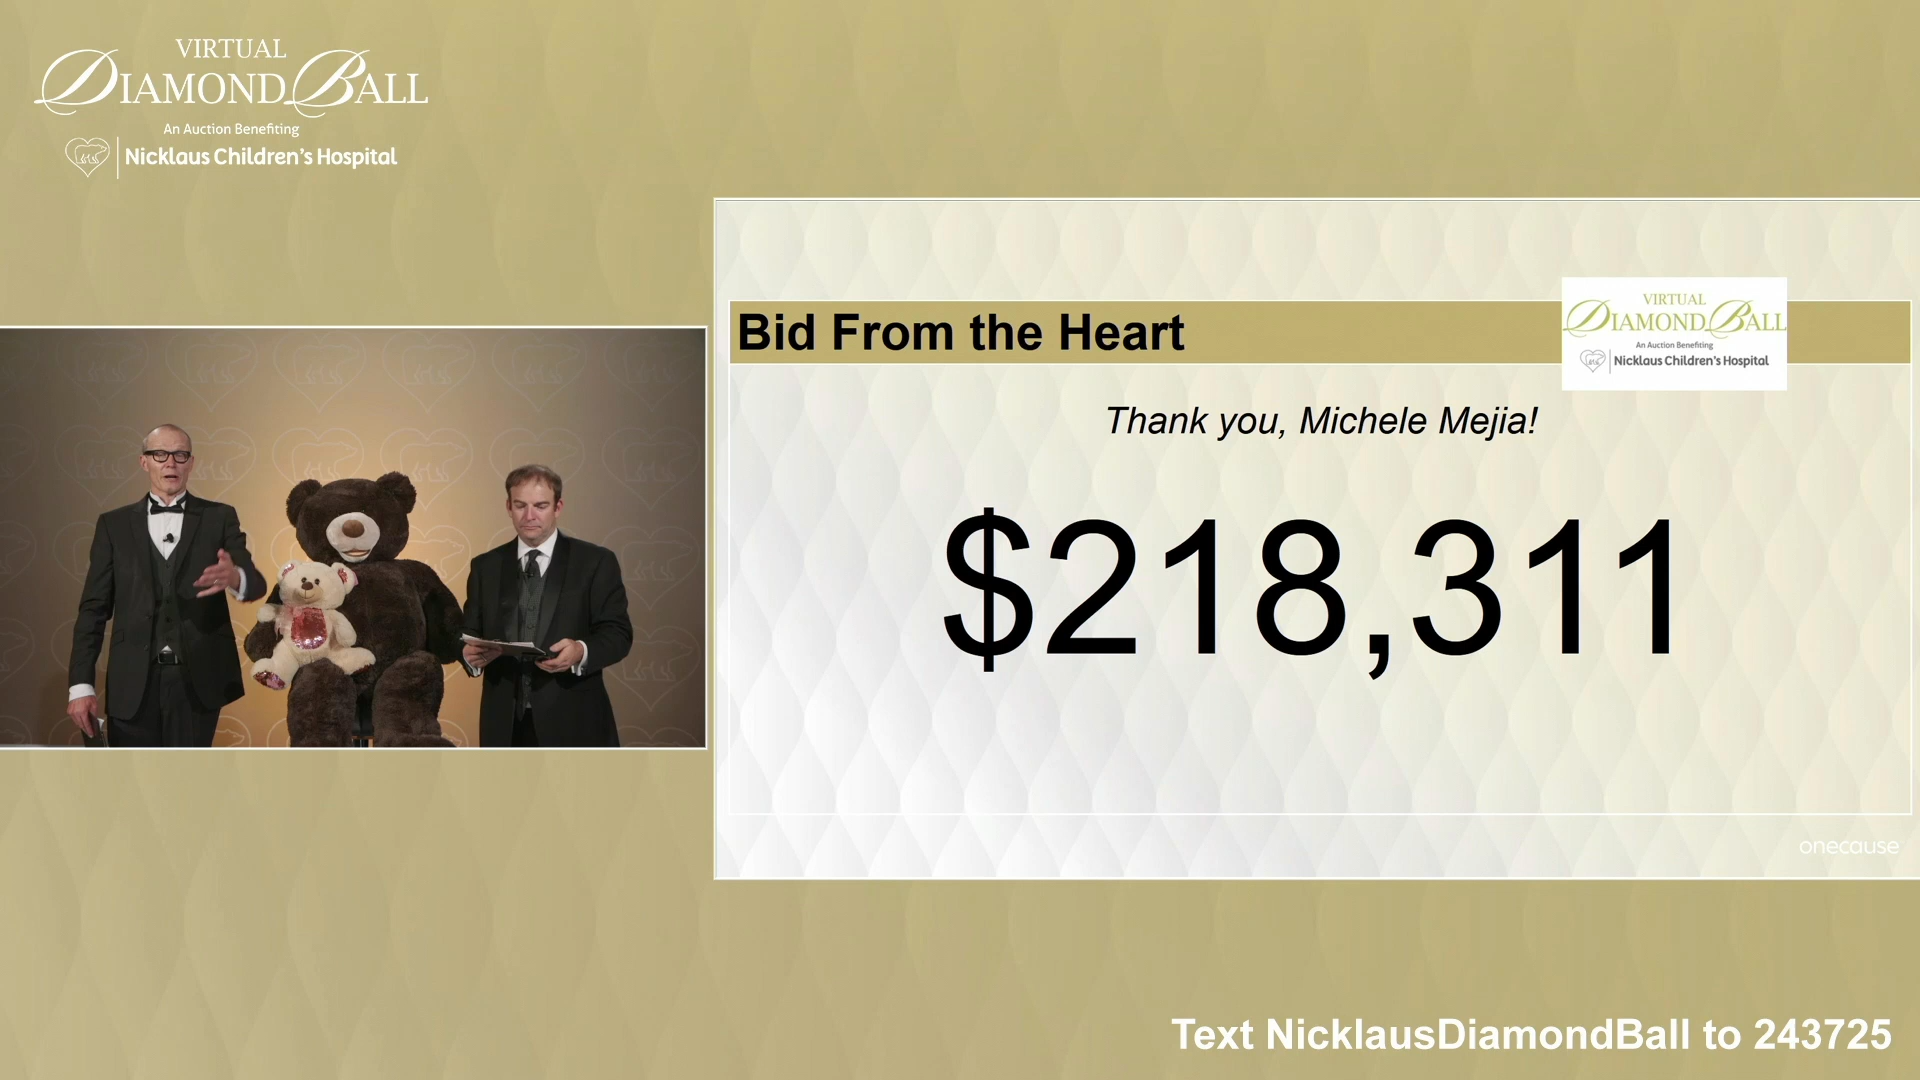 VIRTUAL
DIAMOND BALL
An Auction Benefiting
Nicklaus Children's Hospital
Bid From the Heart
VIRTUAL
DIAMOND BALL
An Auction Benefiting
Nicklaus Children's Hospital
Thank you, Michele Mejia!
$218,311
onecause
Text NicklausDiamondBall to 243725